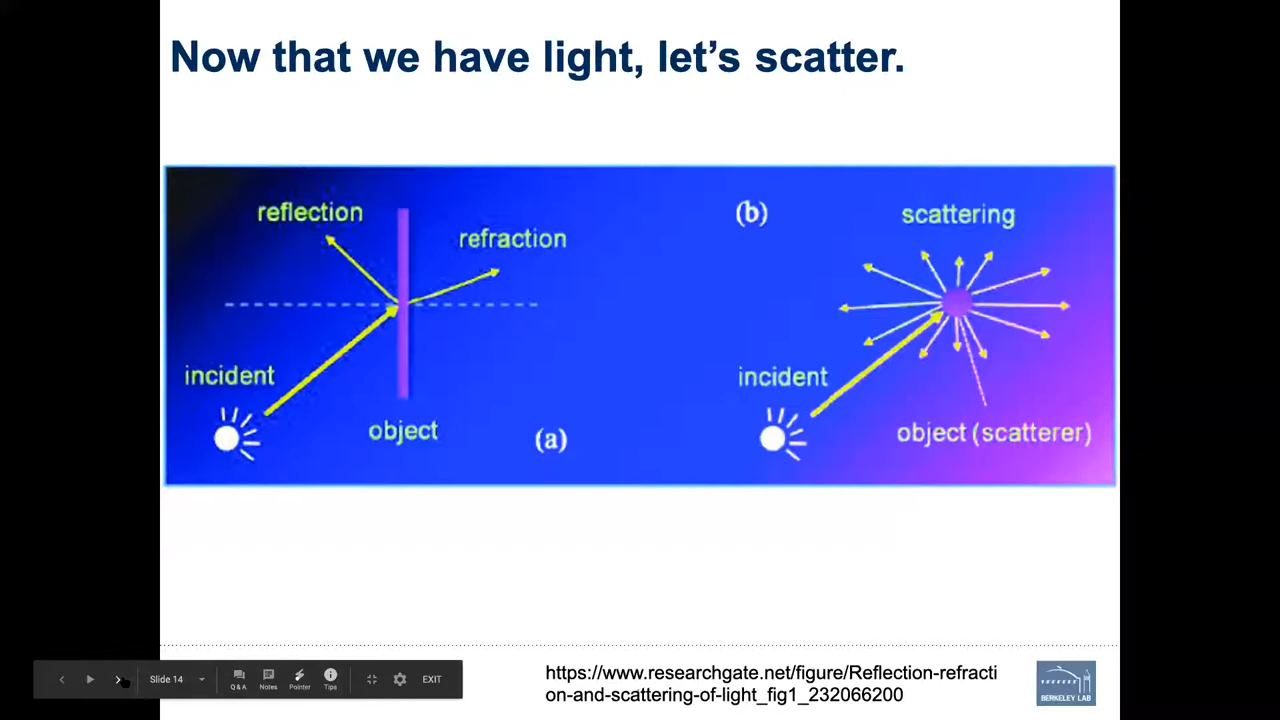 Now that we have light, let's scatter.
reflection
refraction
incident
object
(a)
(b)
scattering
incident
object (scatterer)
https://www.researchgate.net/figure/Reflection-refracti
on-and-scattering-of-light_fig1_232066200
BERKELEY LAB
Slide 14
Q & A
Notes
Pointer
Tips
EXIT